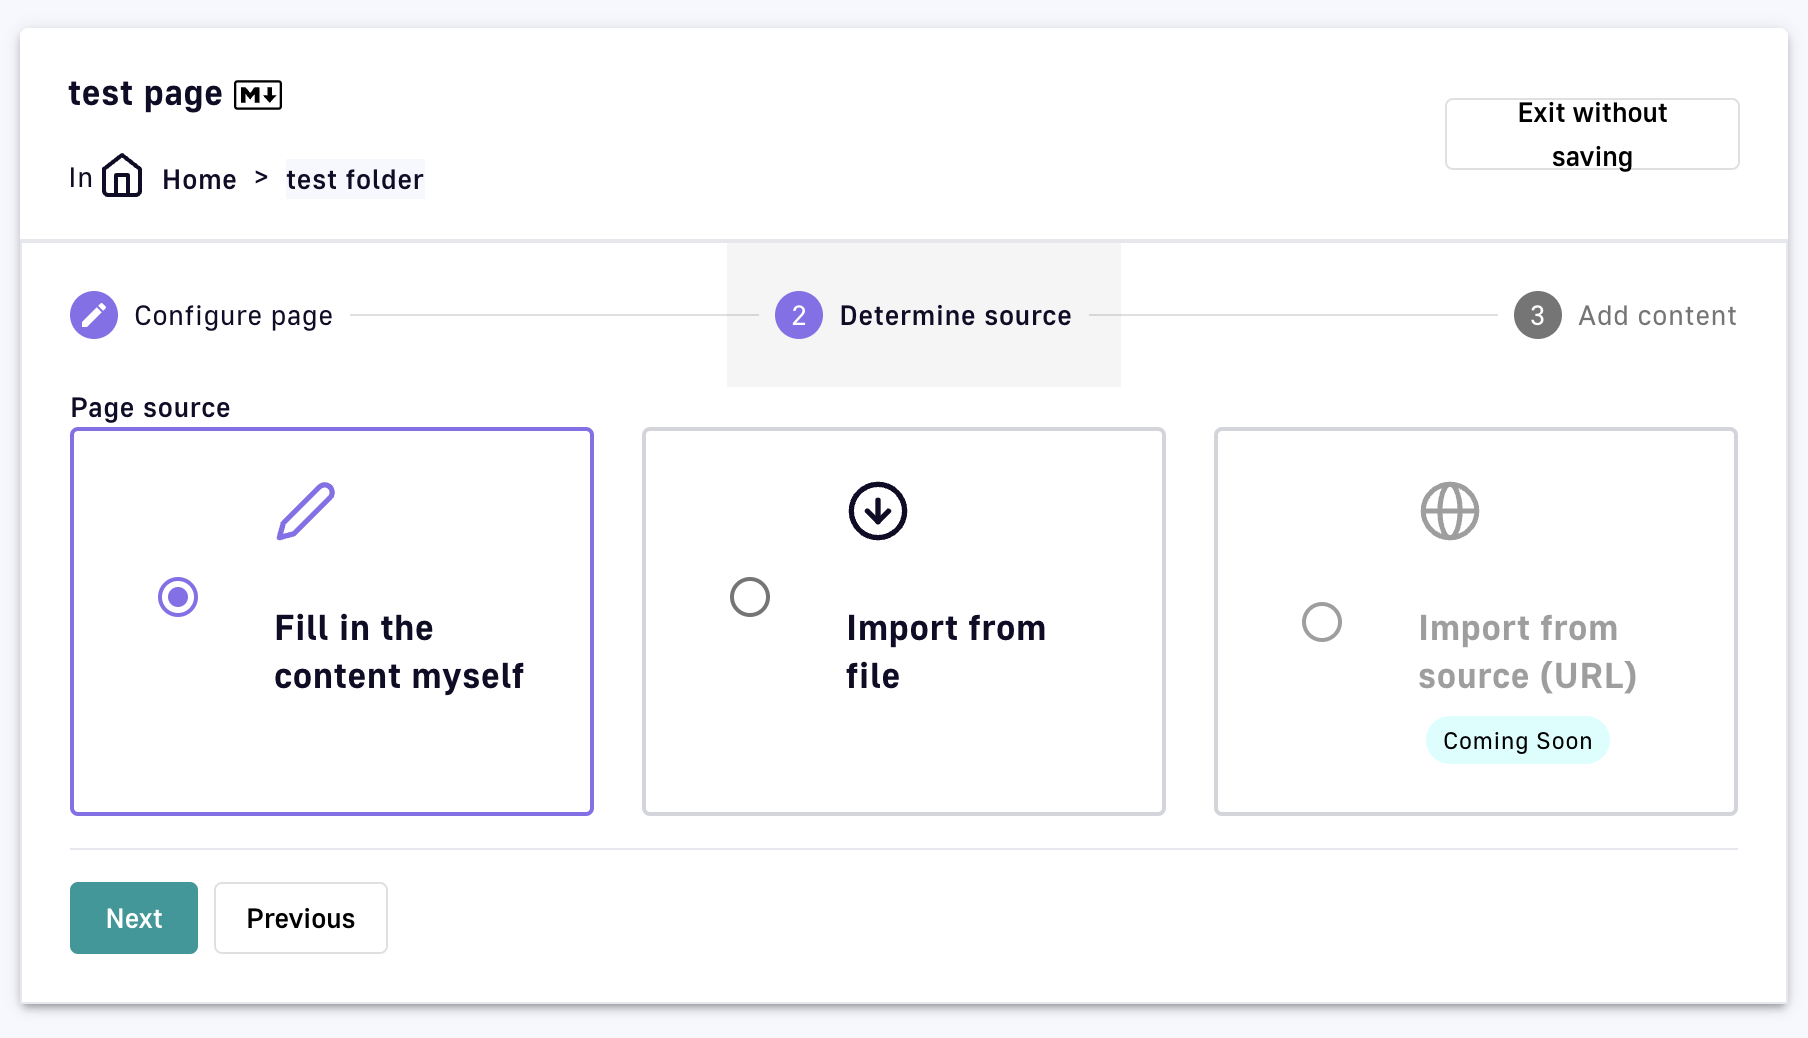 test page M↓
In Home > test folder
Exit without
saving
Configure page
2 Determine source
3 Add content
Page source
Fill in the
content myself
Import from
file
Import from
source (URL)
Coming Soon
Next
Previous